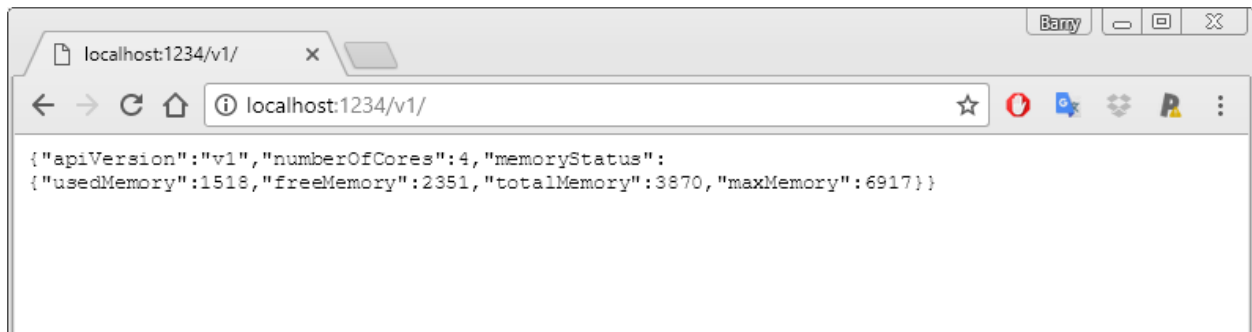 Barry
localhost:1234/v1/
localhost:1234/v1/
{"apiVersion":"v1","numberOfCores":4,"memoryStatus":
{"usedMemory":1518,"freeMemory":2351,"totalMemory":3870,"maxMemory":6917}}